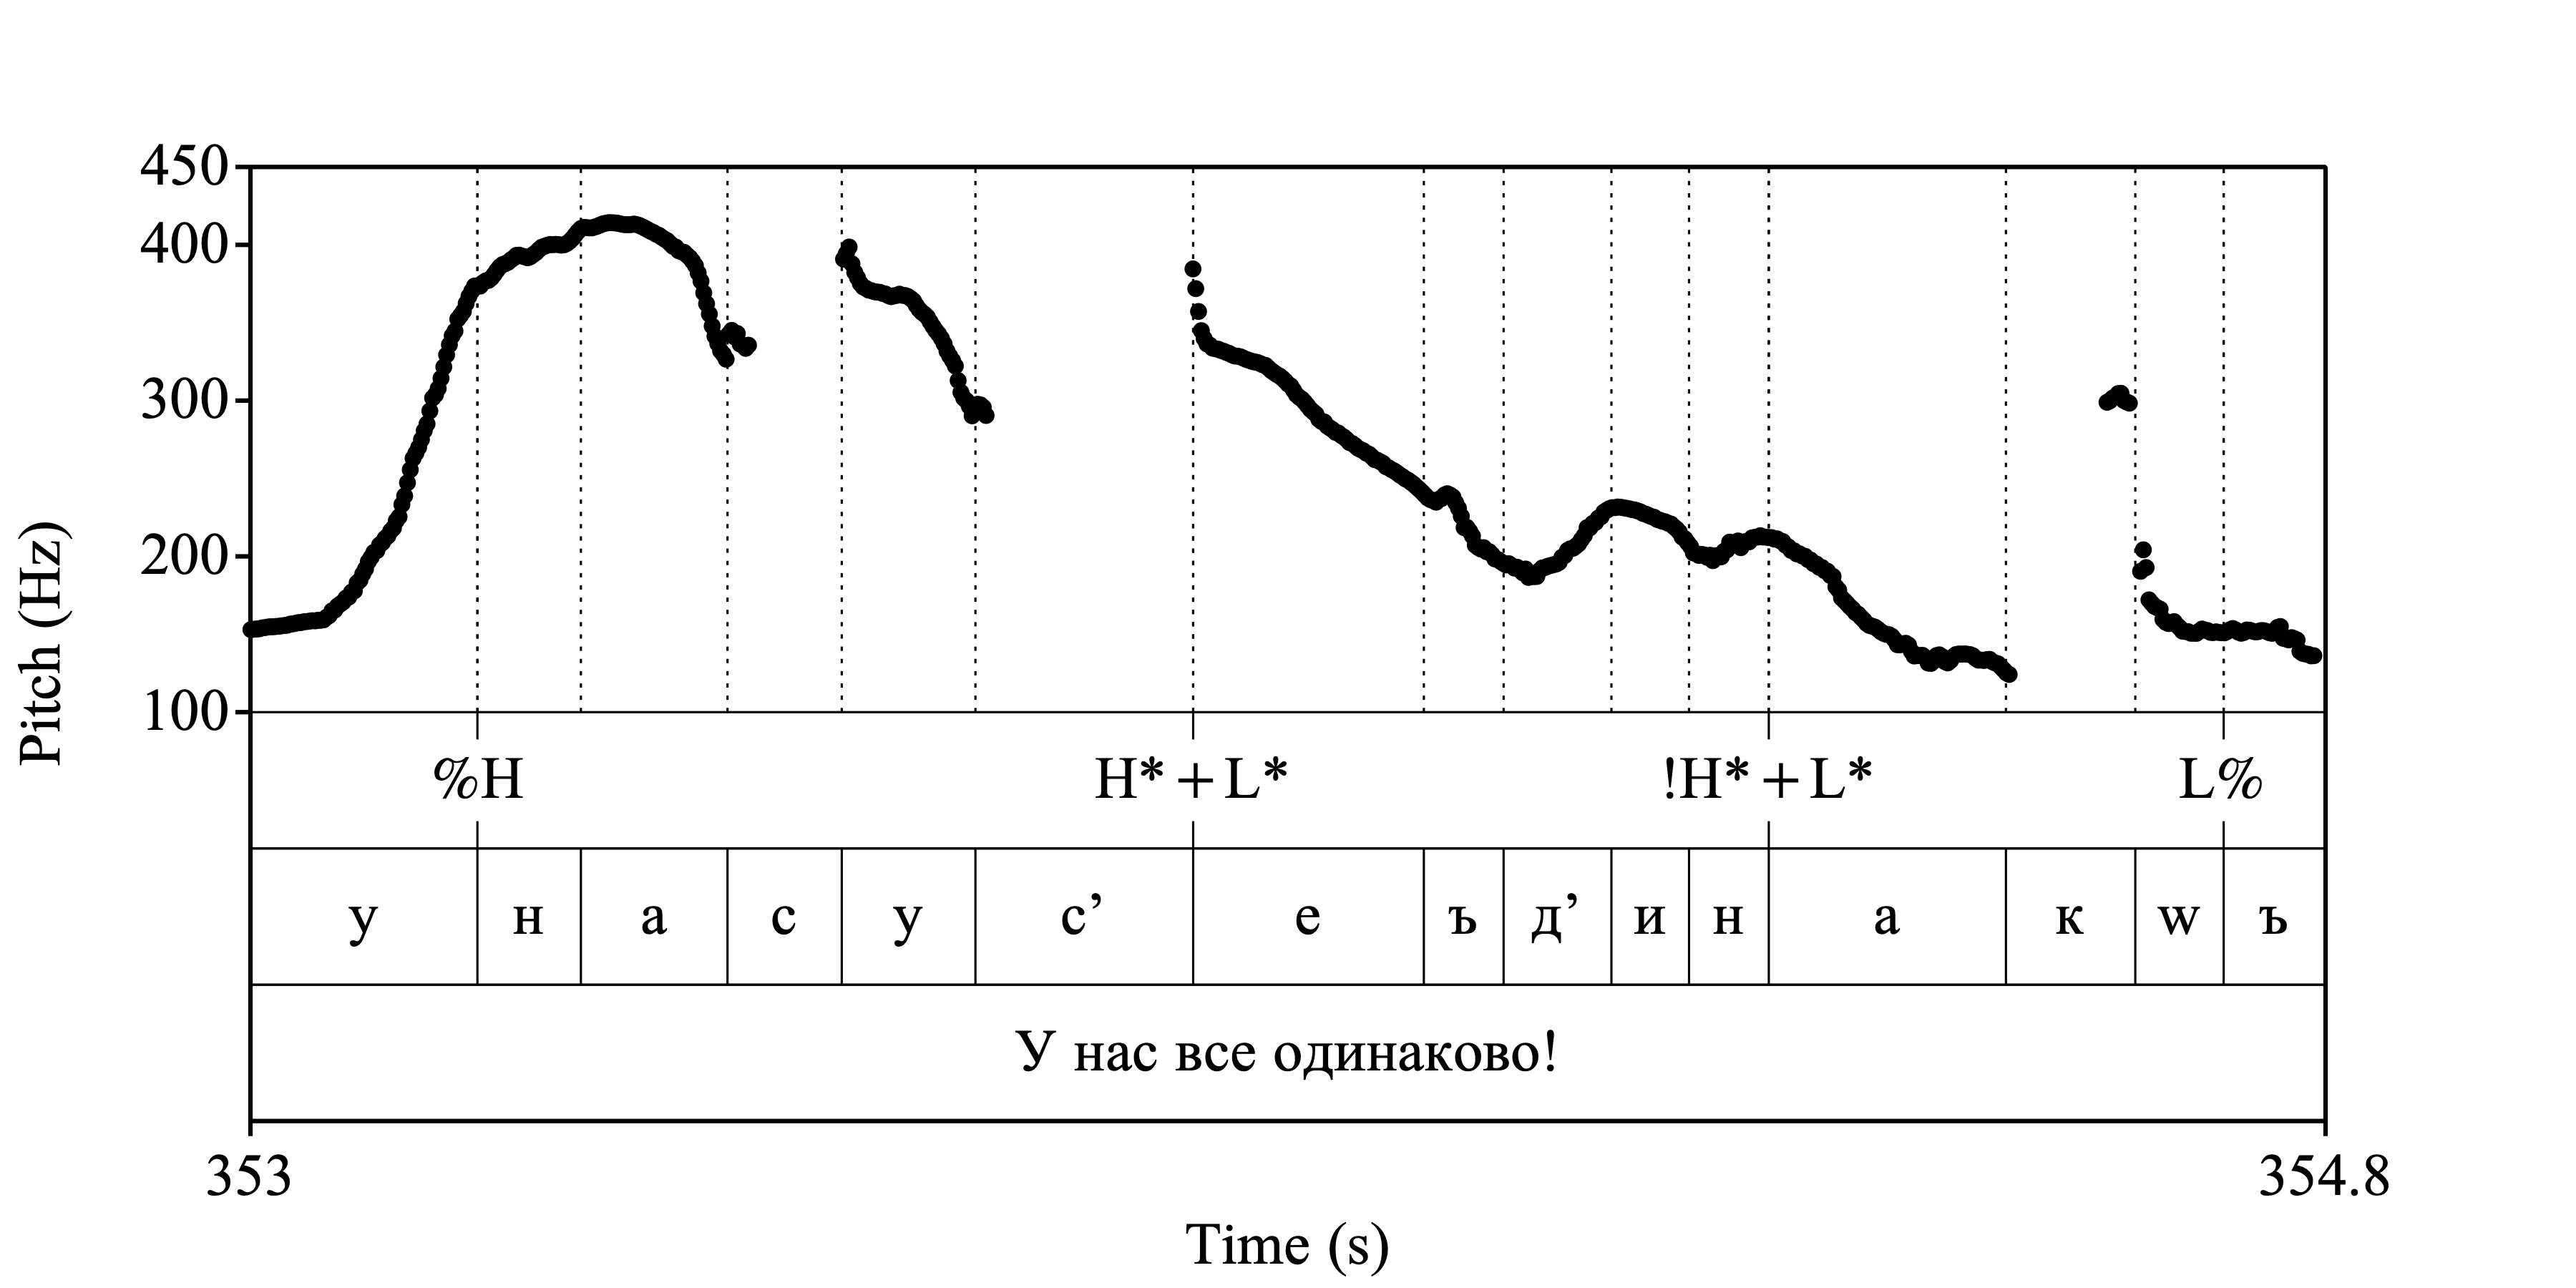 450
400
300
200
100
Pitch (Hz)
%H H*+L* !H*+L* L%
у н а с у с’ е ъ д’ и н а к w ъ
У нас все одинаково!
353 354.8
Time (s)